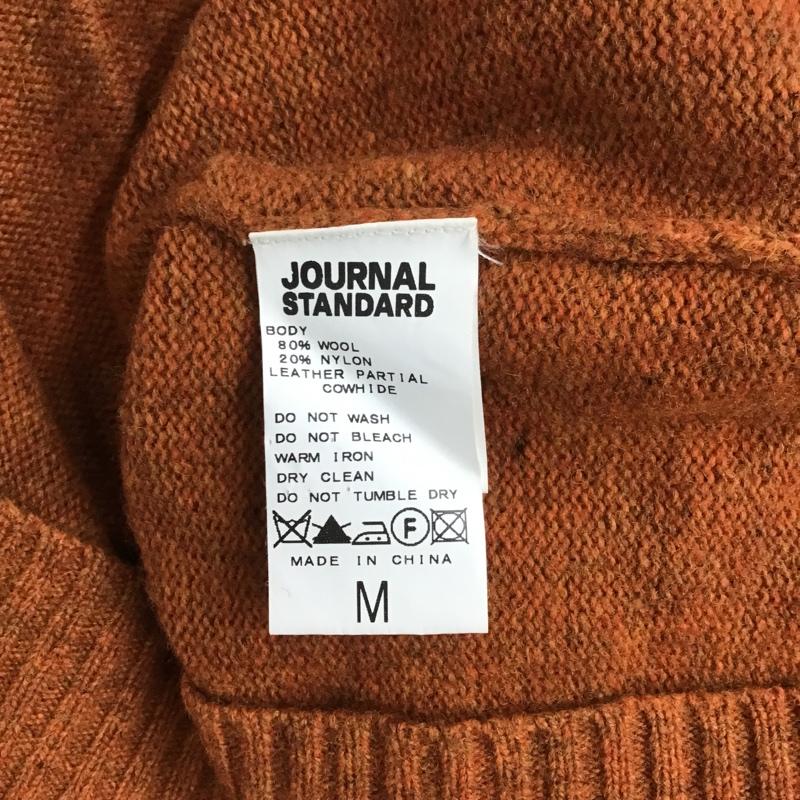 JOURNAL
STANDARD
BODY
80% WOOL
20% NYLON
LEATHER PARTIAL
COWHIDE
DO NOT WASH
DO NOT BLEACH
WARM IRON
DRY CLEAN
DO NOT TUMBLE DRY
F
MADE IN CHINA
M